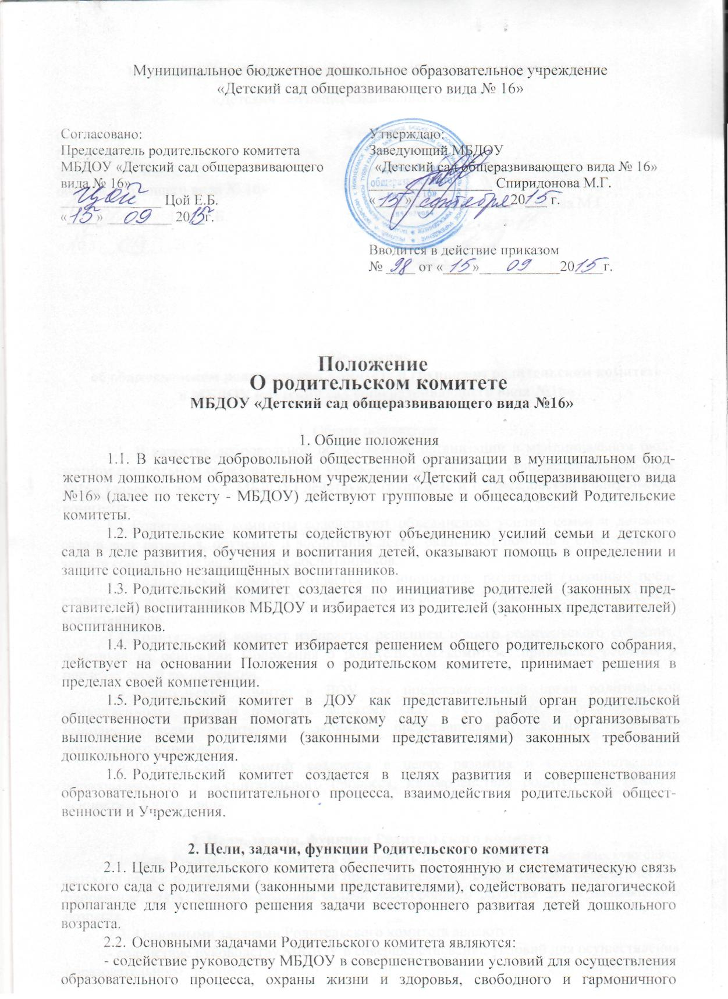 Муниципальное бюджетное дошкольное образовательное учреждение
«Детский сад общеразвивающего вида № 16»
Согласовано:
Председатель родительского комитета
МБДОУ «Детский сад общеразвивающего
вида № 16»
Цой Цой Е.Б.
«15» 09 2015г.
Утверждаю:
Заведующий МБДОУ
«Детский сад общеразвивающего вида № 16»
Спиридонова М.Г.
«15» сентября 2015 г.
Вводится в действие приказом
№ 98 от «15» 09 2015г.
Положение
О родительском комитете
МБДОУ «Детский сад общеразвивающего вида №16»
1. Общие положения
1.1. В качестве добровольной общественной организации в муниципальном бюд-
жетном дошкольном образовательном учреждении «Детский сад общеразвивающего вида
№16» (далее по тексту - МБДОУ) действуют групповые и общесадовский Родительские
комитеты.
1.2. Родительские комитеты содействуют объединению усилий семьи и детского
сада в деле развития, обучения и воспитания детей, оказывают помощь в определении и
защите социально незащищённых воспитанников.
1.3. Родительский комитет создается по инициативе родителей (законных пред-
ставителей) воспитанников МБДОУ и избирается из родителей (законных представителей)
воспитанников.
1.4. Родительский комитет избирается решением общего родительского собрания,
действует на основании Положения о родительском комитете, принимает решения в
пределах своей компетенции.
1.5. Родительский комитет в ДОУ как представительный орган родительской
общественности призван помогать детскому саду в его работе и организовывать
выполнение всеми родителями (законными представителями) законных требований
дошкольного учреждения.
1.6. Родительский комитет создается в целях развития и совершенствования
образовательного и воспитательного процесса, взаимодействия родительской общест-
венности и Учреждения.
2. Цели, задачи, функции Родительского комитета
2.1. Цель Родительского комитета обеспечить постоянную и систематическую связь
детского сада с родителями (законными представителями), содействовать педагогической
пропаганде для успешного решения задачи всестороннего развитая детей дошкольного
возраста.
2.2. Основными задачами Родительского комитета являются:
- содействие руководству МБДОУ в совершенствовании условий для осуществления
образовательного процесса, охраны жизни и здоровья, свободного и гармоничного